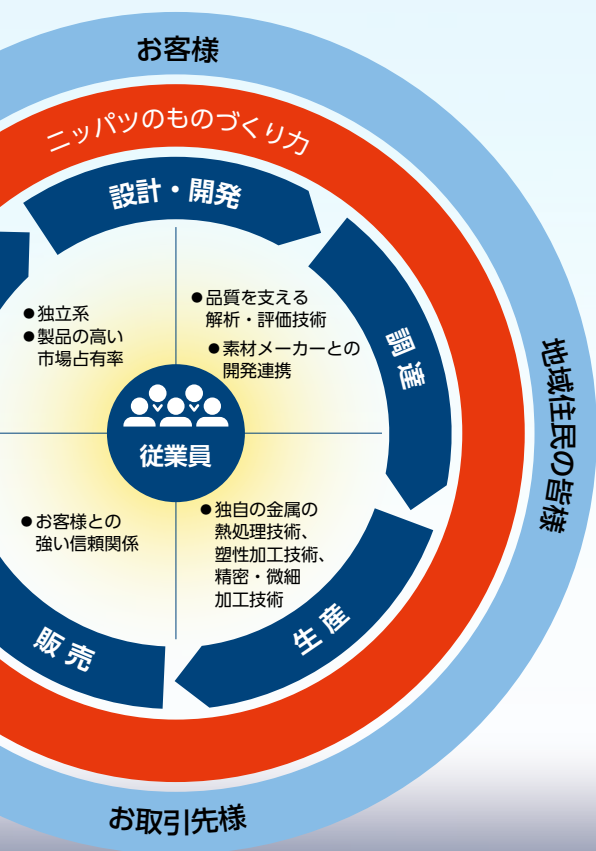 お客様
ニッパツのものづくり力
設計・開発
調達
生産
販売
●独立系
●製品の高い
市場占有率
●品質を支える
解析・評価技術
●素材メーカーとの
開発連携
従業員
●お客様との
強い信頼関係
●独自の金属の
熱処理技術、
塑性加工技術、
精密・微細
加工技術
地域住民の皆様
お取引先様